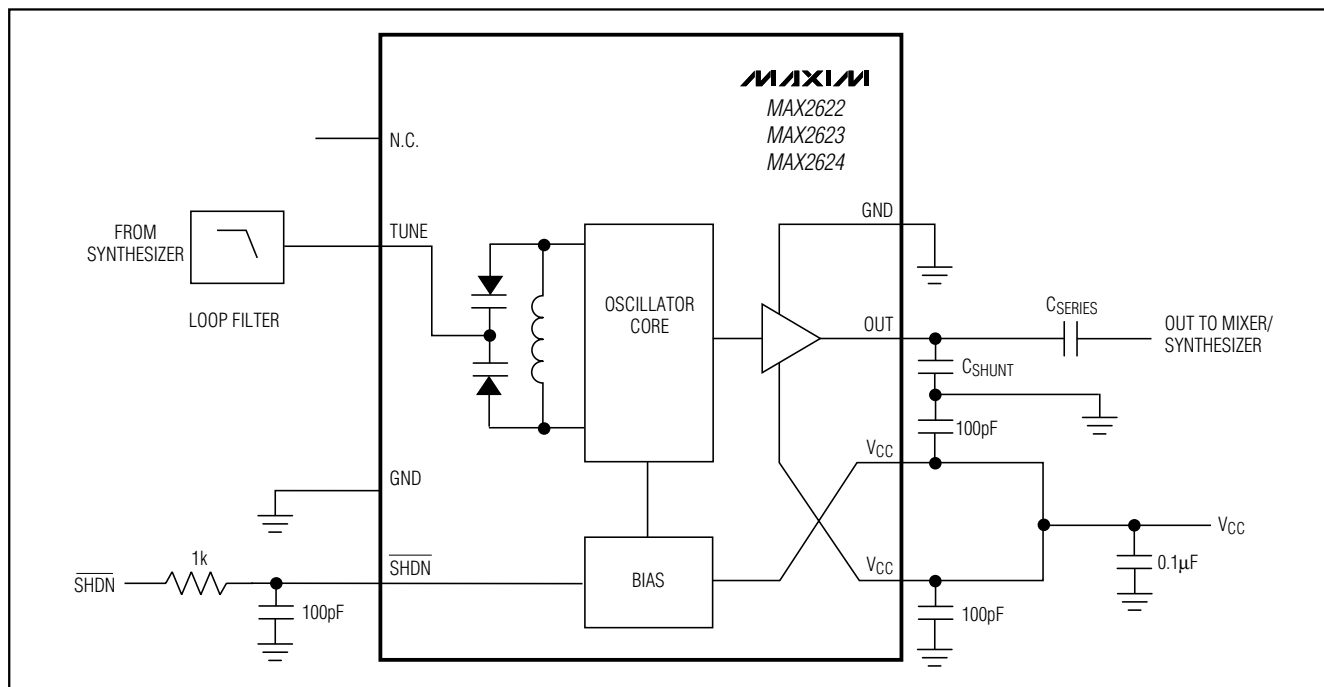 MAXIM
MAX2622
MAX2623
MAX2624
N.C.
GND
FROM
SYNTHESIZER
TUNE
LOOP FILTER
OSCILLATOR
CORE
OUT
CSERIES
OUT TO MIXER/
SYNTHESIZER
CSHUNT
100pF
VCC
GND
VCC
0.1µF
1k
SHDN
SHDN
BIAS
VCC
100pF
100pF